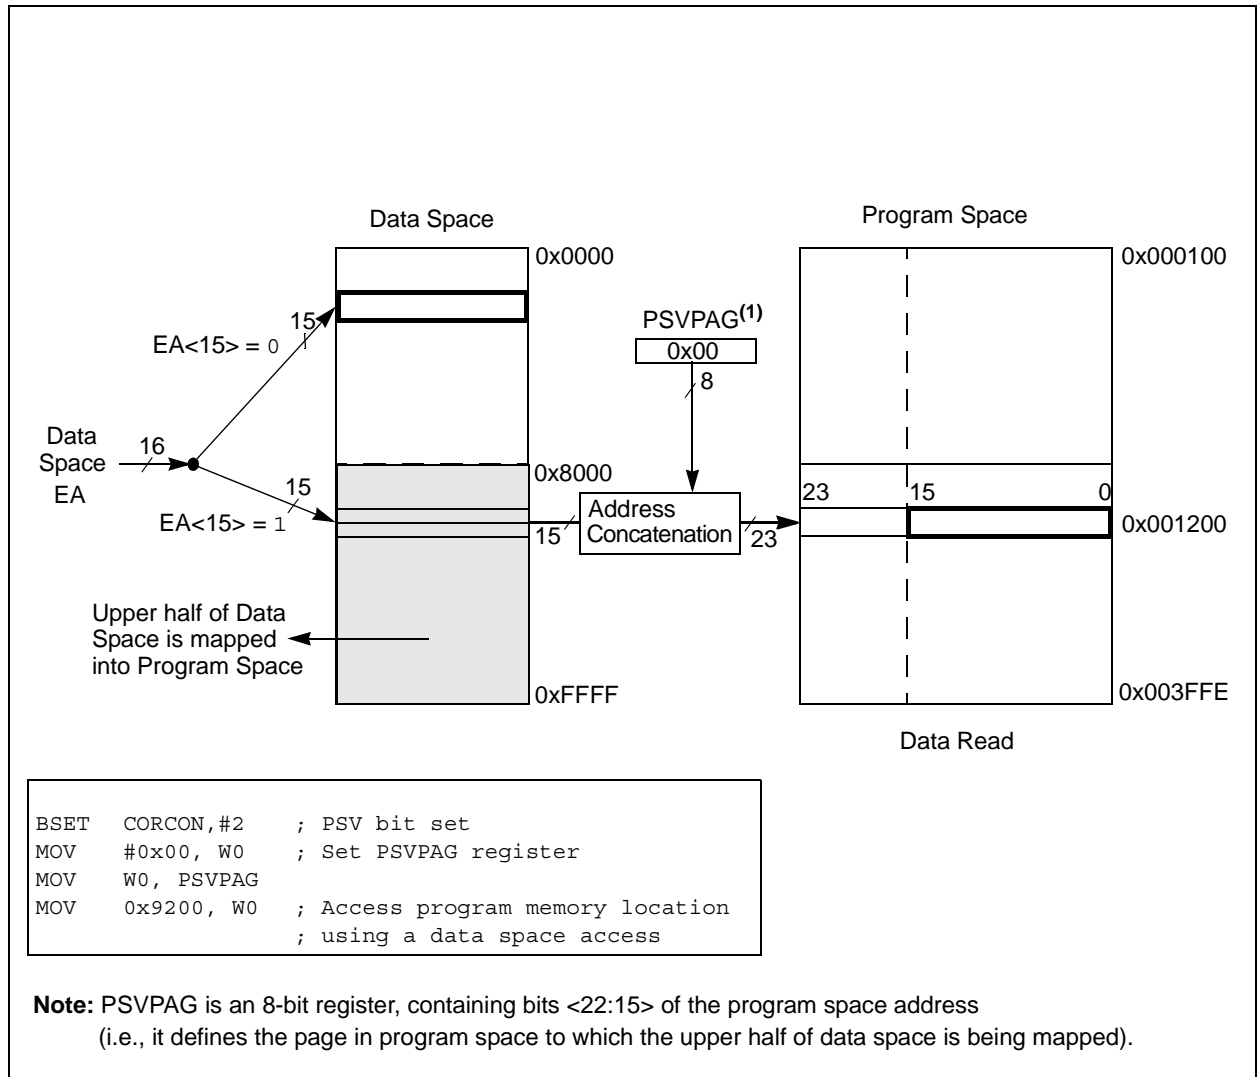 Data Space
Program Space
0x0000
0x000100
15
PSVPAG(1)
EA<15> = 0
0x00
8
Data
Space
EA
16
0x8000
15
23
15
0
EA<15> = 1
15
Address
Concatenation
23
0x001200
Upper half of Data
Space is mapped
into Program Space
0xFFFF
0x003FFE
Data Read
BSET CORCON,#2 ; PSV bit set
MOV #0x00, W0 ; Set PSVPAG register
MOV W0, PSVPAG
MOV 0x9200, W0 ; Access program memory location
; using a data space access
Note: PSVPAG is an 8-bit register, containing bits <22:15> of the program space address
(i.e., it defines the page in program space to which the upper half of data space is being mapped).